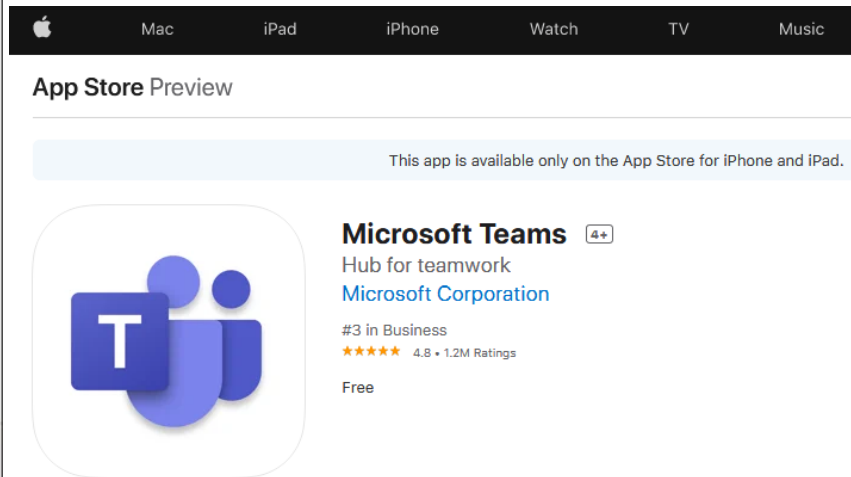 Mac iPad iPhone Watch TV Music
App Store Preview
This app is available only on the App Store for iPhone and iPad.
Microsoft Teams 4+
Hub for teamwork
Microsoft Corporation
#3 in Business
4.8 • 1.2M Ratings
Free
T